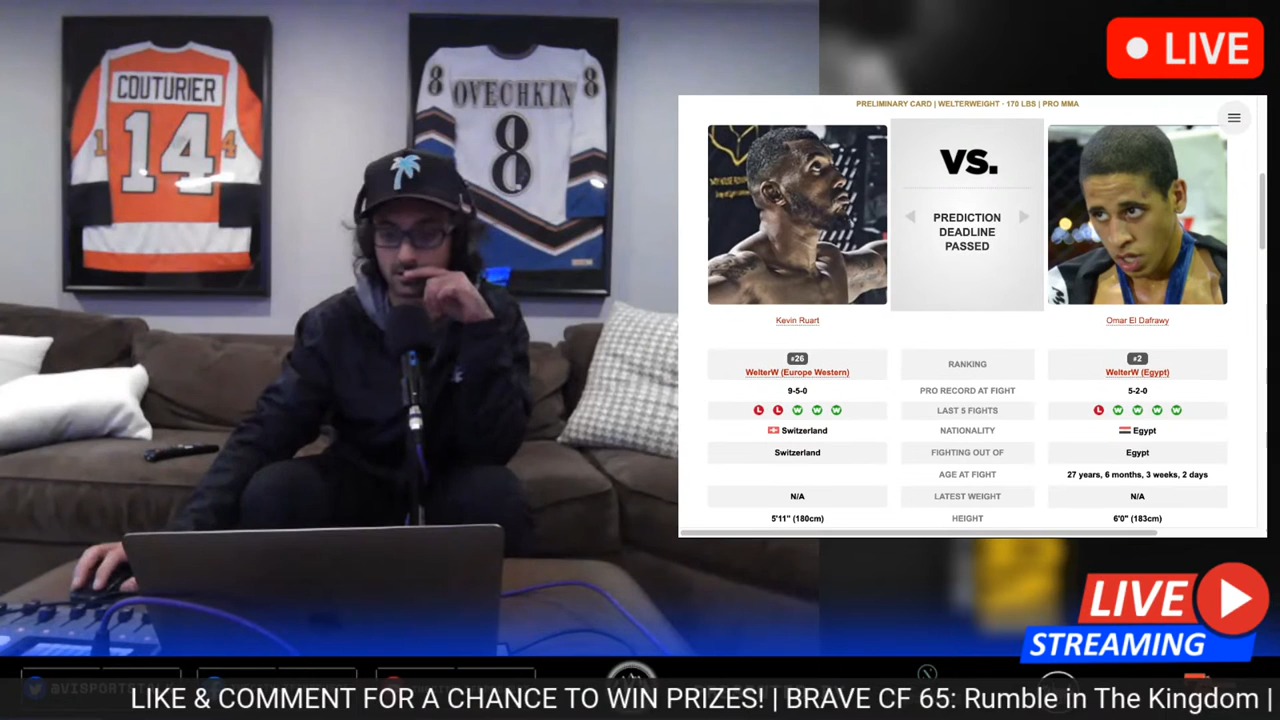 COUTURIER
14
1
4
8
OVECHKIN
8
8
LIVE
PRELIMINARY CARD | WELTERWEIGHT · 170 LBS | PRO MMA
VS.
PREDICTION
DEADLINE
PASSED
Kevin Ruart
Omar El Dafrawy
#26
RANKING
#2
WelterW (Europe Western)
WelterW (Egypt)
9-5-0
PRO RECORD AT FIGHT
5-2-0
L L W W W
LAST 5 FIGHTS
L W W W W
Switzerland
NATIONALITY
Egypt
Switzerland
FIGHTING OUT OF
Egypt
AGE AT FIGHT
27 years, 6 months, 3 weeks, 2 days
N/A
LATEST WEIGHT
N/A
5'11" (180cm)
HEIGHT
6'0" (183cm)
LIVE
STREAMING
LIKE & COMMENT FOR A CHANCE TO WIN PRIZES! | BRAVE CF 65: Rumble in The Kingdom |